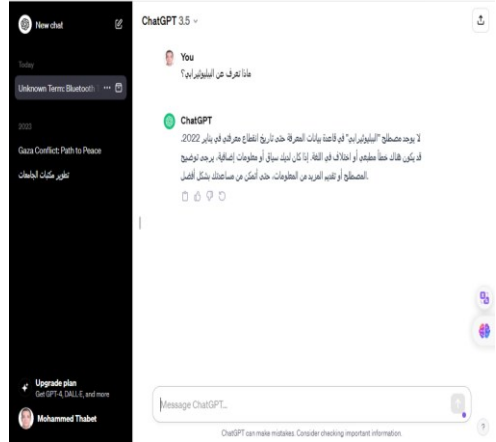 New chat
Today
Unknown Term: Bluetooth
2023
Gaza Conflict: Path to Peace
تطوير مكتبات الجامعات
Upgrade plan
Get GPT-4, DALL·E, and more
Mohammed Thabet
ChatGPT 3.5
You
ماذا تعرف عن الببليوثيرابي؟
ChatGPT
لا يوجد مصطلح "الببليوثيرابي" في قاعدة بيانات المعرفة حتى تاريخ انقطاع معرفتي في يناير 2022.
قد يكون هناك خطأ مطبعي أو اختلاف في اللغة. إذا كان لديك سياق أو معلومات إضافية، يرجى توضيح
المصطلح أو تقديم المزيد من المعلومات، حتى أتمكن من مساعدتك بشكل أفضل.
Message ChatGPT...
ChatGPT can make mistakes. Consider checking important information.
?